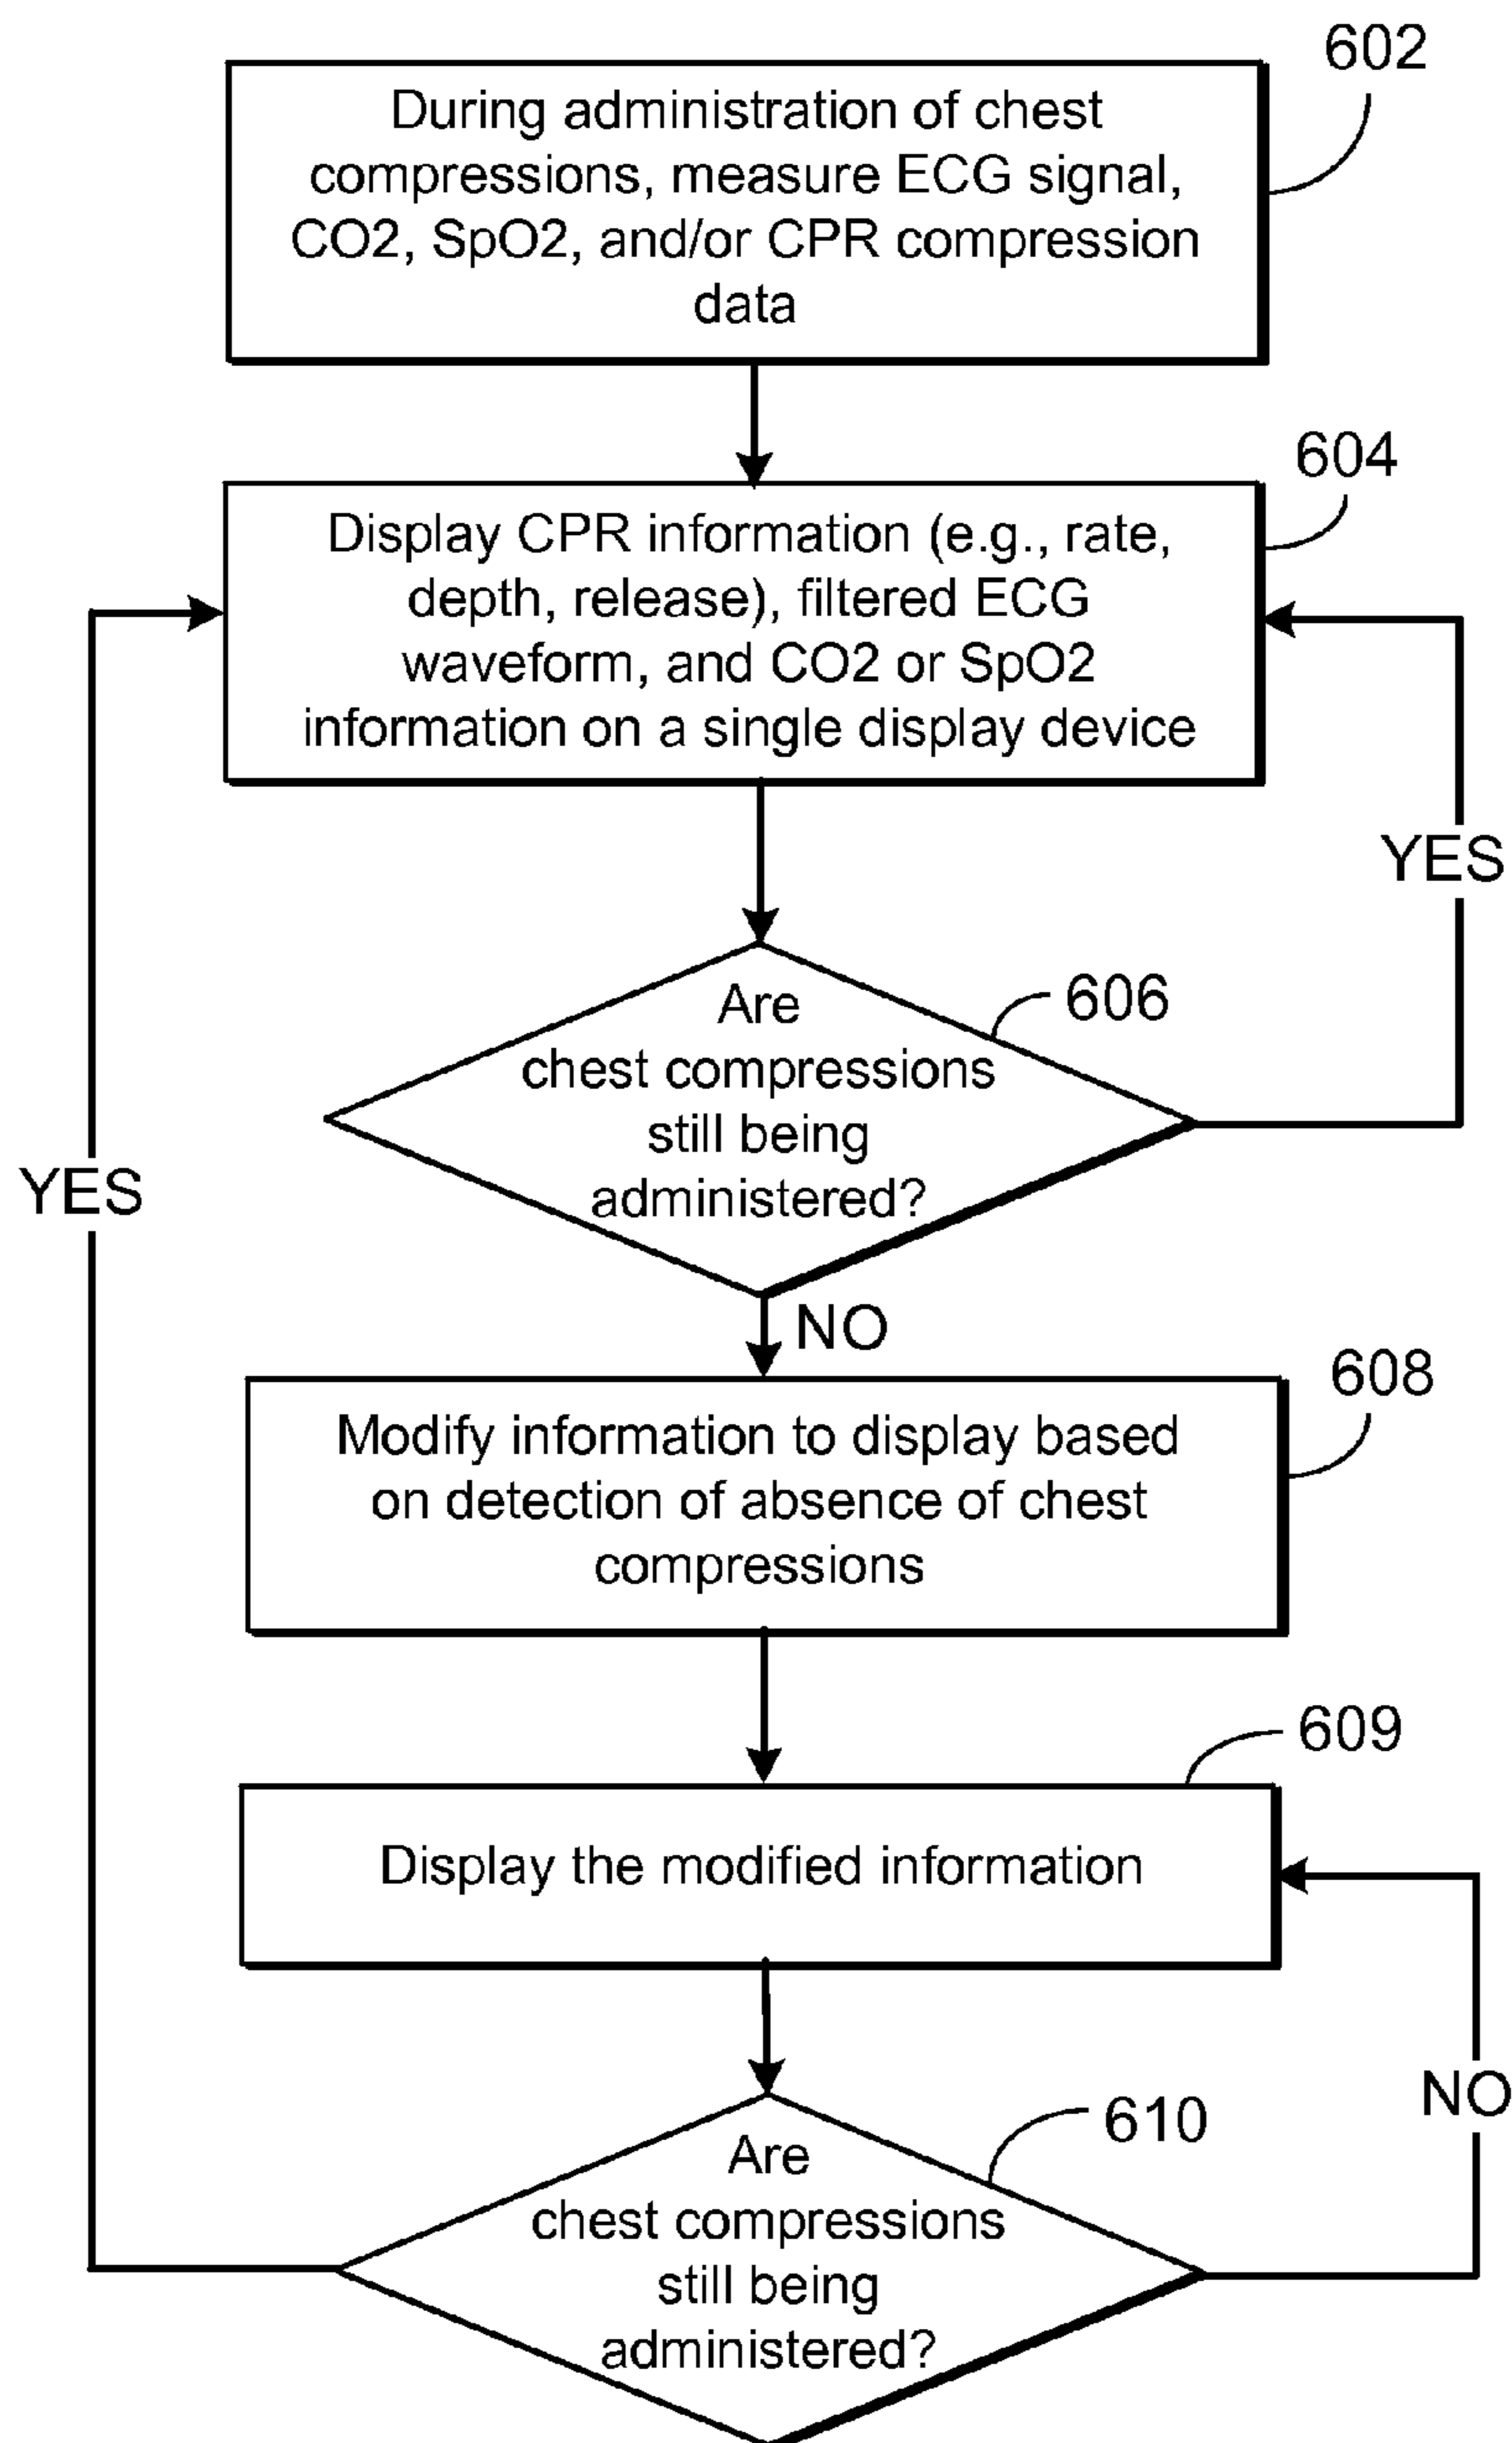 602
During administration of chest
compressions, measure ECG signal,
CO2, SpO2, and/or CPR compression
data
604
Display CPR information (e.g., rate,
depth, release), filtered ECG
waveform, and CO2 or SpO2
information on a single display device
YES
606
Are
chest compressions
still being
administered?
YES
NO
608
Modify information to display based
on detection of absence of chest
compressions
609
Display the modified information
NO
610
Are
chest compressions
still being
administered?